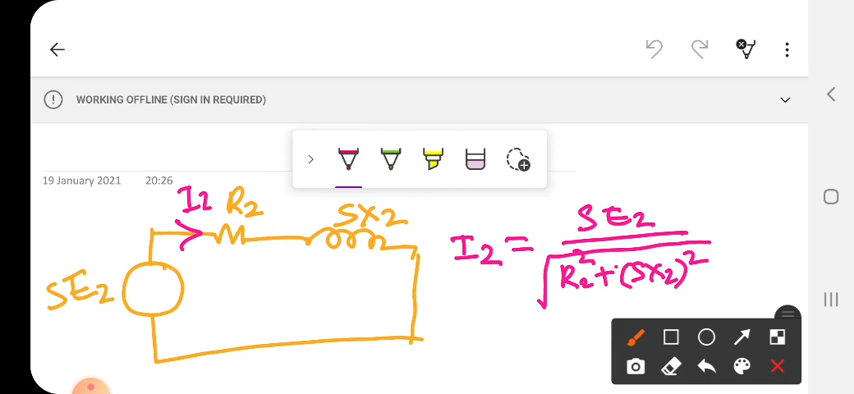 WORKING OFFLINE (SIGN IN REQUIRED)
19 January 2021 20:26
I2 R2 SX2
SE2
I2 = SE2 / √(R2² + (SX2)²)